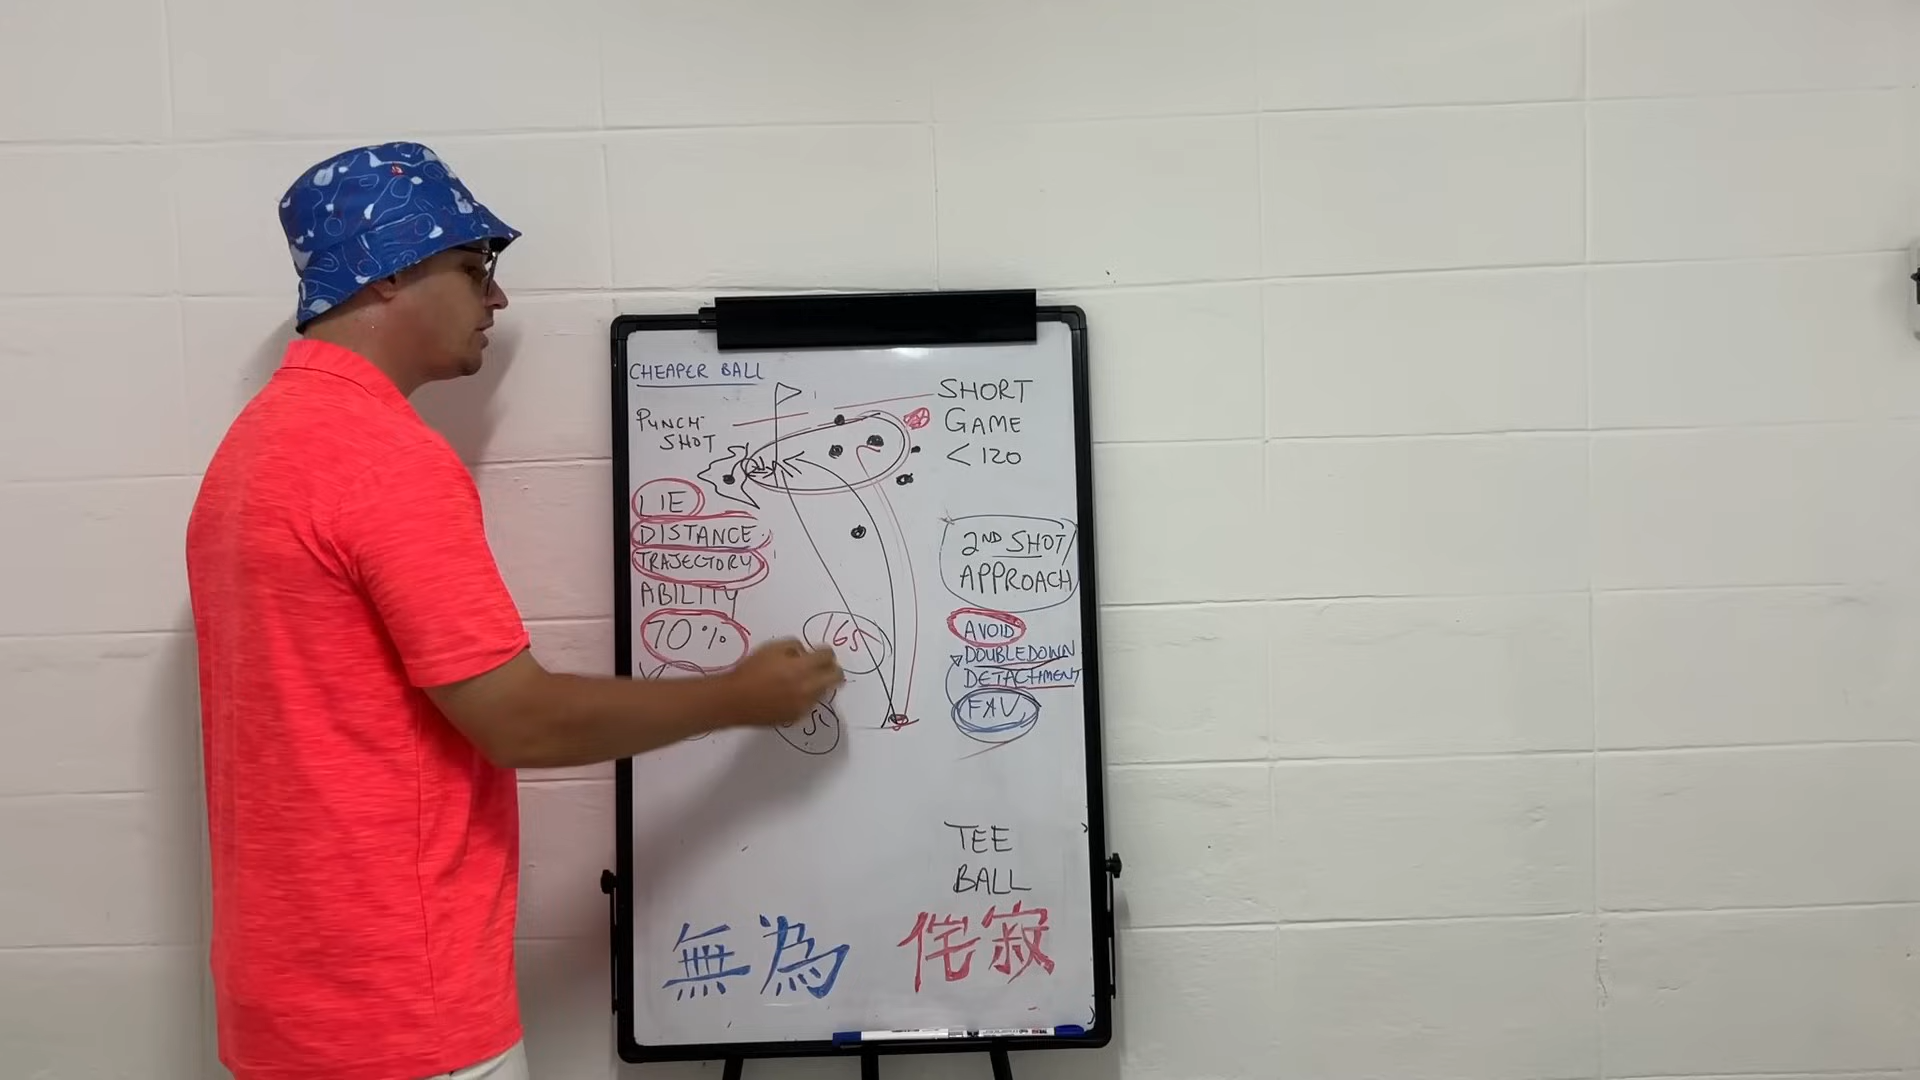 CHEAPER BALL
PUNCH
SHOT
SHORT
GAME
< 120
LIE
DISTANCE
TRAJECTORY
ABILITY
70%
165
2ND SHOT
APPROACH
AVOID
DOUBLEDOWN
DETACHMENT
FAV
TEE
BALL
無為
侘寂